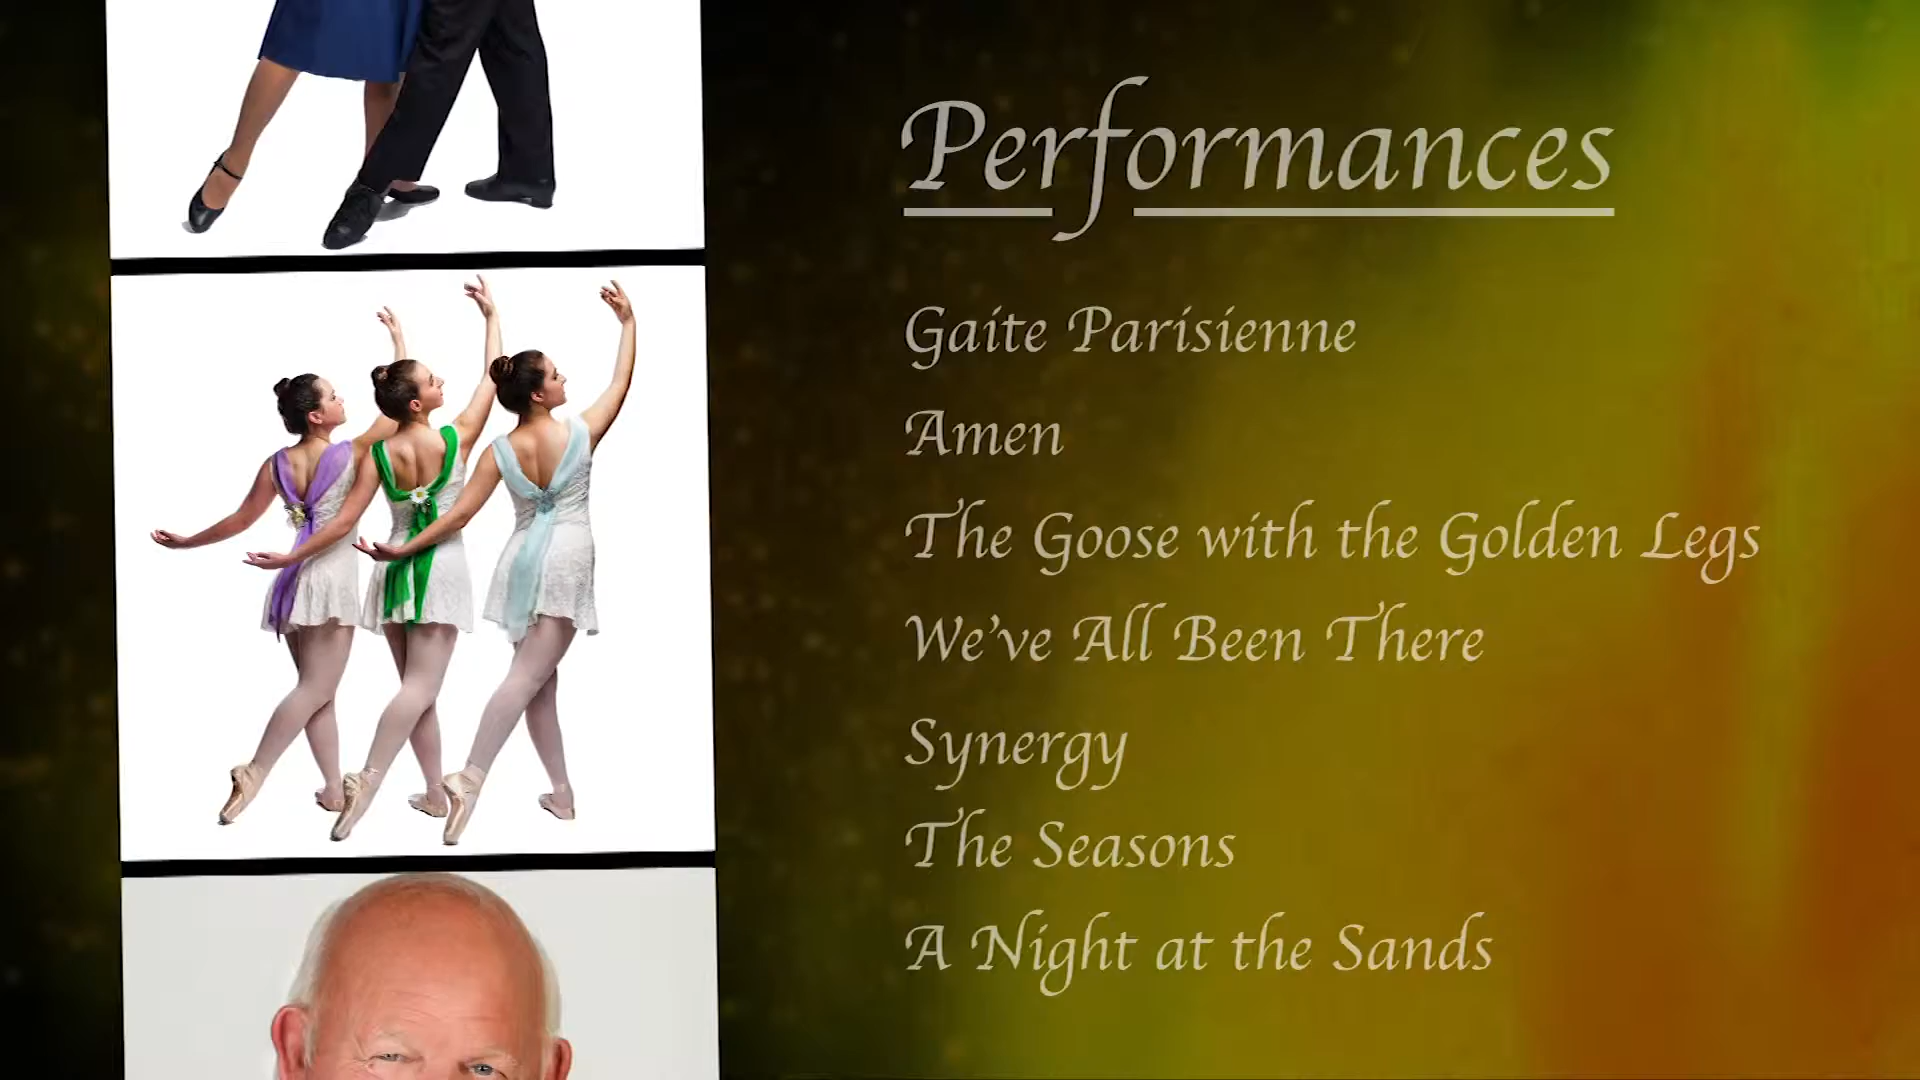 Performances
Gaite Parisienne
Amen
The Goose with the Golden Legs
We've All Been There
Synergy
The Seasons
A Night at the Sands